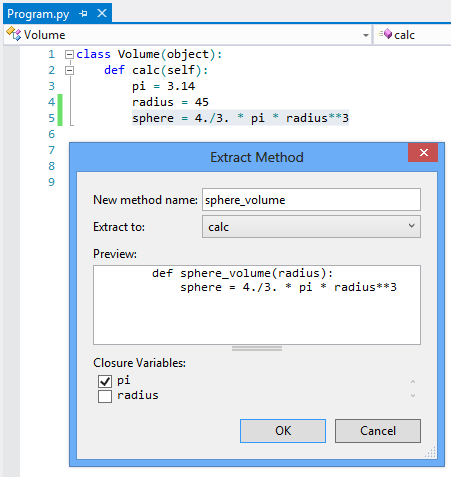 Program.py
Volume
calc
1 class Volume(object):
2 def calc(self):
3 pi = 3.14
4 radius = 45
5 sphere = 4./3. * pi * radius**3
6
7
8
9
Extract Method
New method name: sphere_volume
Extract to: calc
Preview:
def sphere_volume(radius):
sphere = 4./3. * pi * radius**3
Closure Variables:
pi
radius
OK Cancel